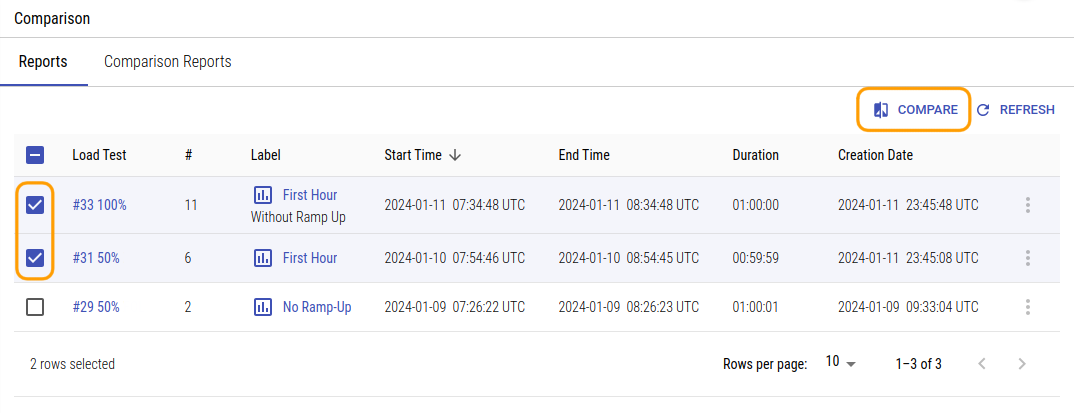 Comparison
Reports Comparison Reports
COMPARE REFRESH
Load Test # Label Start Time End Time Duration Creation Date
#33 100% 11 First Hour 2024-01-11 07:34:48 UTC 2024-01-11 08:34:48 UTC 01:00:00 2024-01-11 23:45:48 UTC
Without Ramp Up
#31 50% 6 First Hour 2024-01-10 07:54:46 UTC 2024-01-10 08:54:45 UTC 00:59:59 2024-01-11 23:45:08 UTC
#29 50% 2 No Ramp-Up 2024-01-09 07:26:22 UTC 2024-01-09 08:26:23 UTC 01:00:01 2024-01-09 09:33:04 UTC
2 rows selected Rows per page: 10 1–3 of 3